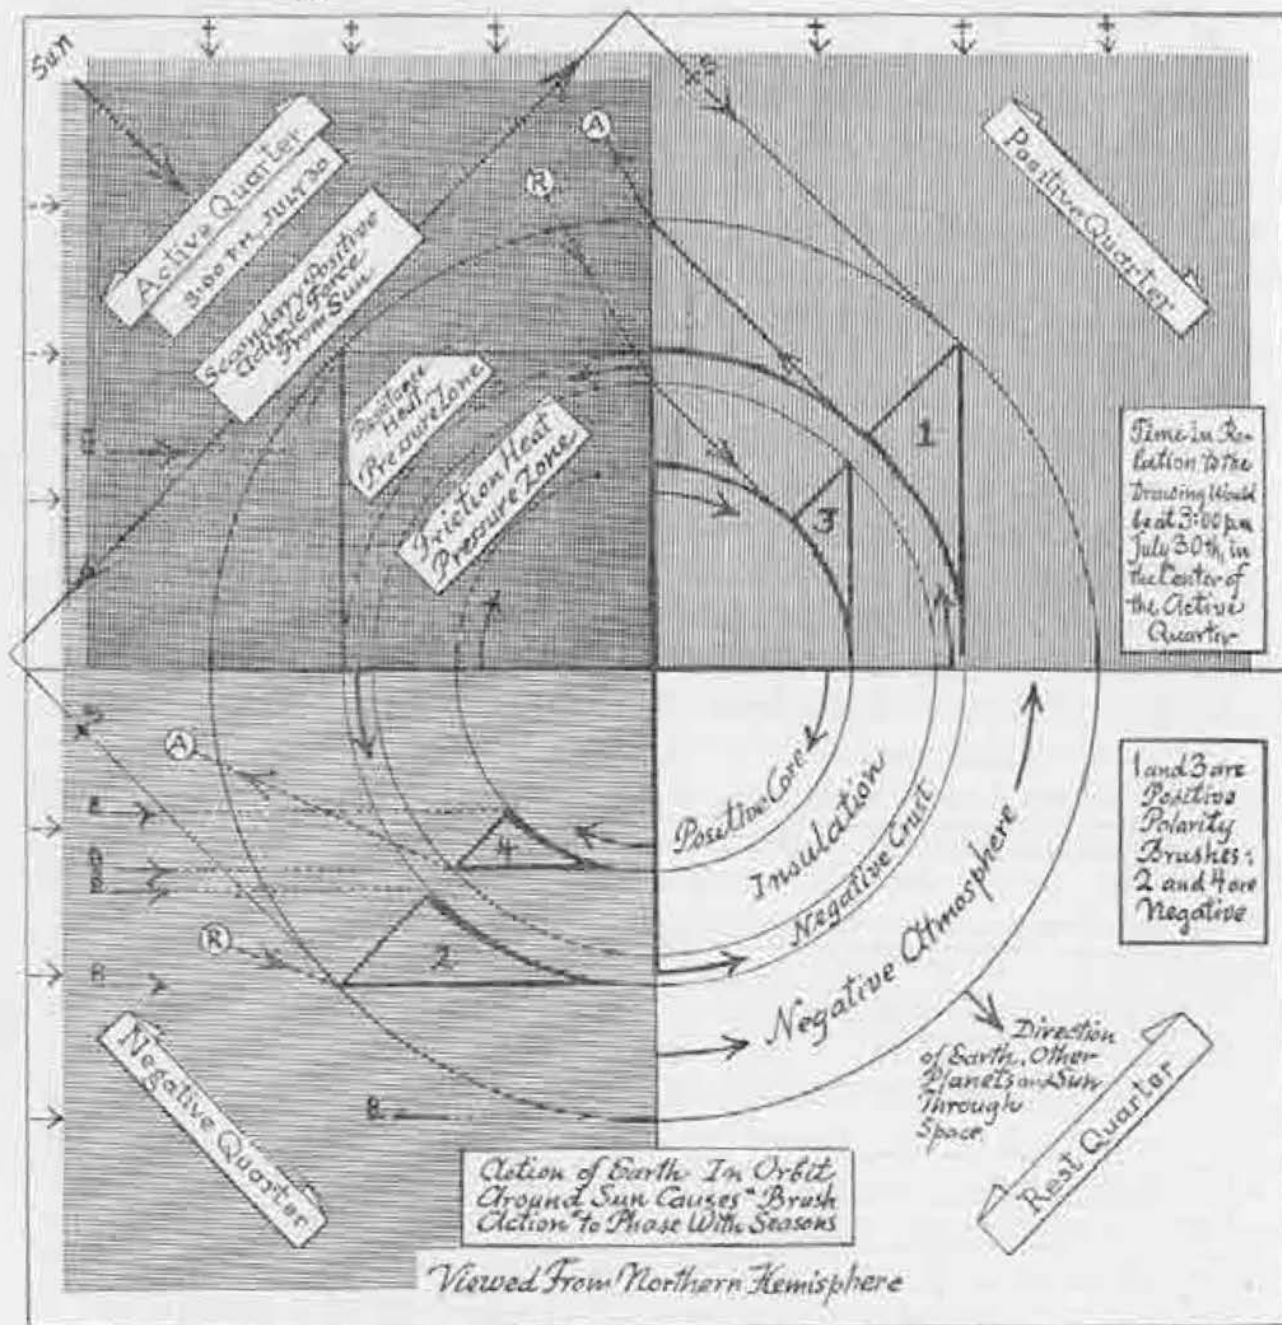 Sun
Active Quarter
3:00 P.M. July 30
Secondary Positive
Force
From Sun
Resistance
Heat
Pressure Zone
Friction Heat
Pressure Zone
A
R
Positive Quarter
1
3
Time In Re-
lation to the
Drawing Would
be at 3:00 pm
July 30th, in
the Center of
the Active
Quarter
A
R
4
2
Positive Core
Insulation
Negative Crust
Negative Atmosphere
1 and 3 are
Positive
Polarity
Brushes:
2 and 4 are
Negative
Direction
of Earth, Other
Planets and Sun
Through
Space.
Negative Quarter
Rest Quarter
Action of Earth In Orbit
Around Sun Causes "Brush
Action" to Phase With Seasons
Viewed From Northern Hemisphere